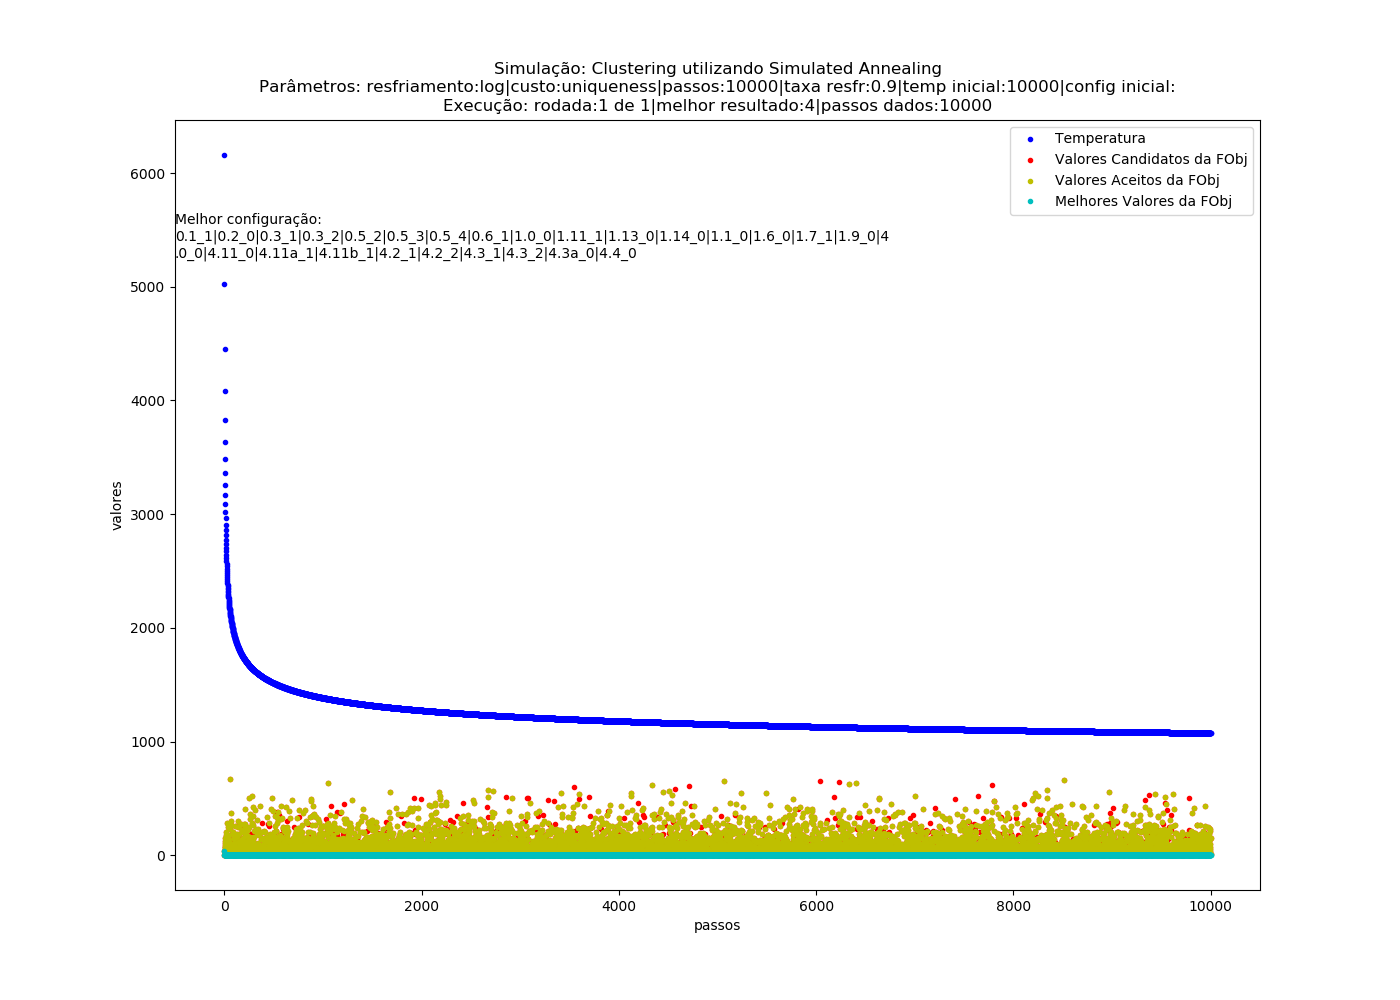 Simulação: Clustering utilizando Simulated Annealing
Parâmetros: resfriamento:log|custo:uniqueness|passos:10000|taxa resfr:0.9|temp inicial:10000|config inicial:
Execução: rodada:1 de 1|melhor resultado:4|passos dados:10000
Temperatura
Valores Candidatos da FObj
Valores Aceitos da FObj
Melhores Valores da FObj
6000
Melhor configuração:
0.1_1|0.2_0|0.3_1|0.3_2|0.5_2|0.5_3|0.5_4|0.6_1|1.0_0|1.11_1|1.13_0|1.14_0|1.1_0|1.6_0|1.7_1|1.9_0|4
.0_0|4.11_0|4.11a_1|4.11b_1|4.2_1|4.2_2|4.3_1|4.3_2|4.3a_0|4.4_0
5000
4000
valores
3000
2000
1000
0
0 2000 4000 6000 8000 10000
passos